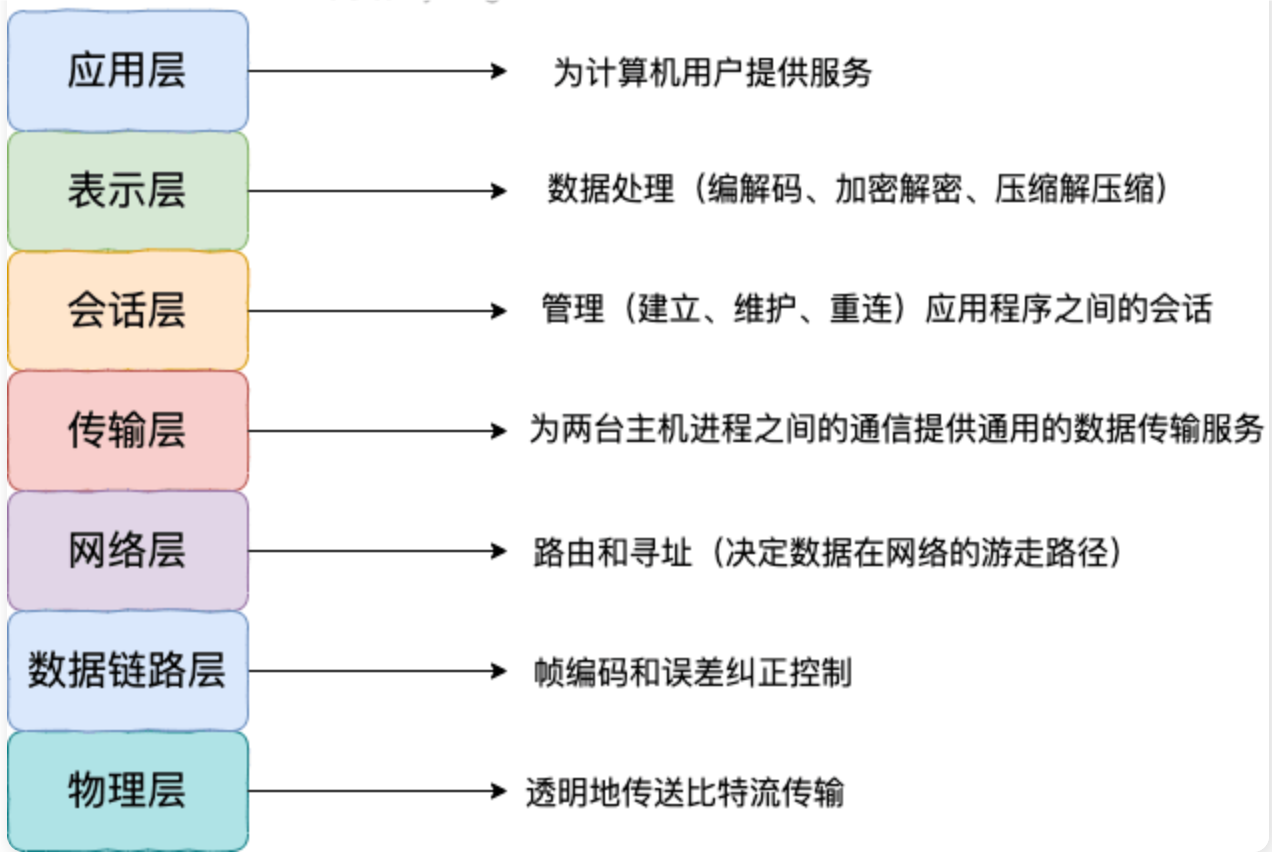 应用层 为计算机用户提供服务
表示层 数据处理（编解码、加密解密、压缩解压缩）
会话层 管理（建立、维护、重连）应用程序之间的会话
传输层 为两台主机进程之间的通信提供通用的数据传输服务
网络层 路由和寻址（决定数据在网络的游走路径）
数据链路层 帧编码和误差纠正控制
物理层 透明地传送比特流传输